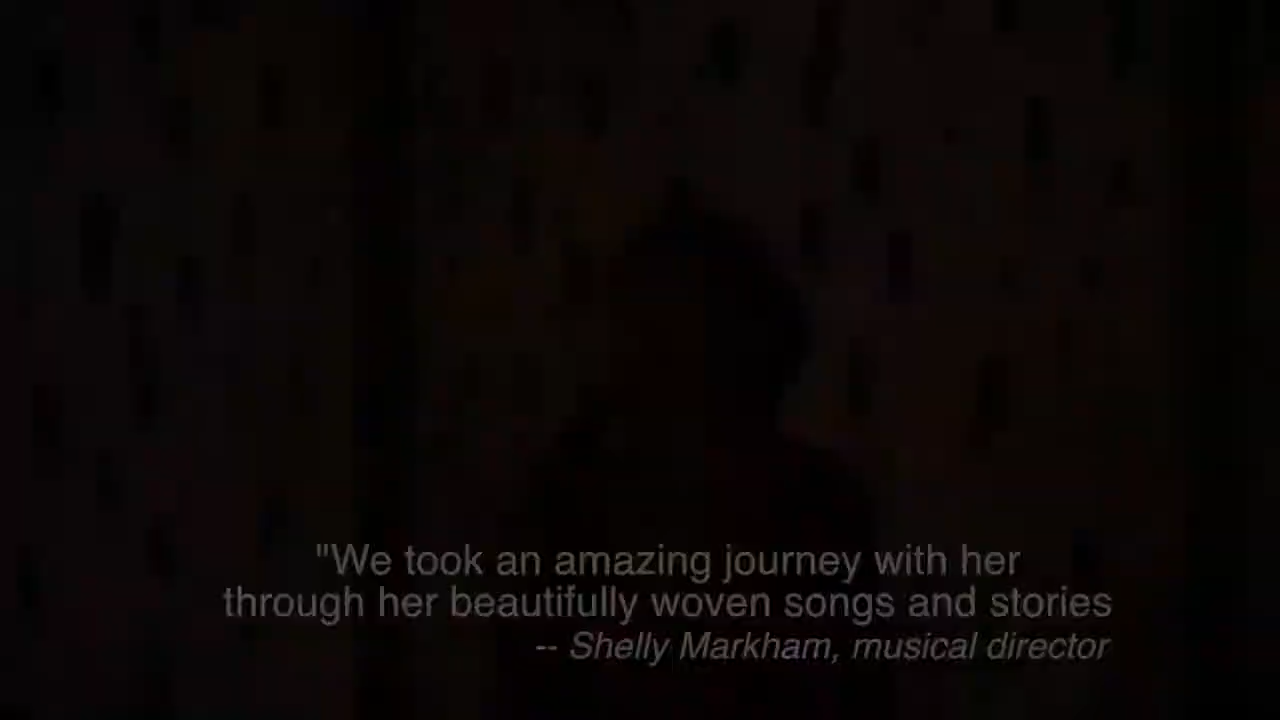 "We took an amazing journey with her
through her beautifully woven songs and stories
-- Shelly Markham, musical director